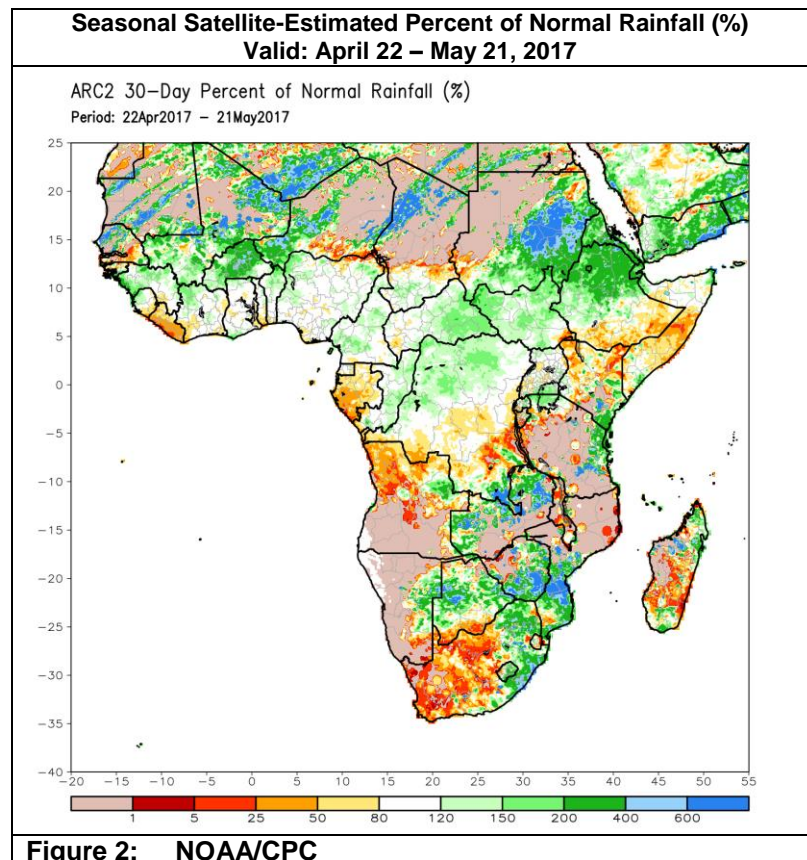 Seasonal Satellite-Estimated Percent of Normal Rainfall (%)
Valid: April 22 – May 21, 2017
ARC2 30-Day Percent of Normal Rainfall (%)
Period: 22Apr2017 – 21May2017
25
20
15
10
5
0
-5
-10
-15
-20
-25
-30
-35
-40
-20 -15 -10 -5 0 5 10 15 20 25 30 35 40 45 50 55
1 5 25 50 80 120 150 200 400 600
Figure 2: NOAA/CPC